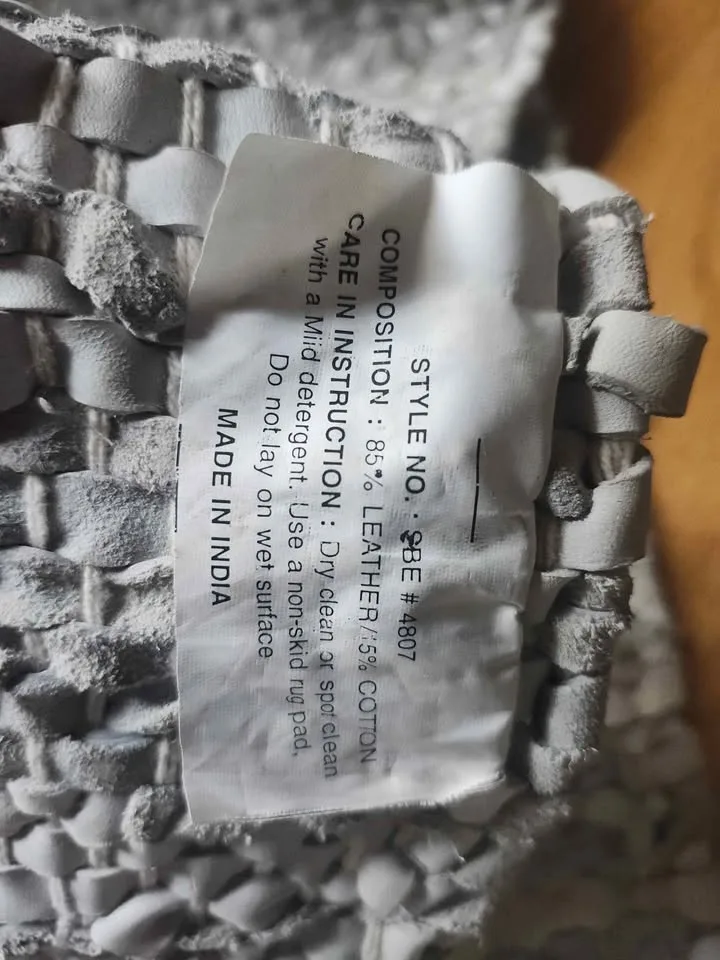 STYLE NO. : SBE # 4807
COMPOSITION : 85% LEATHER/15% COTTON
CARE IN INSTRUCTION : Dry clean or spot clean
with a Miid detergent. Use a non-skid rug pad,
Do not lay on wet surface
MADE IN INDIA